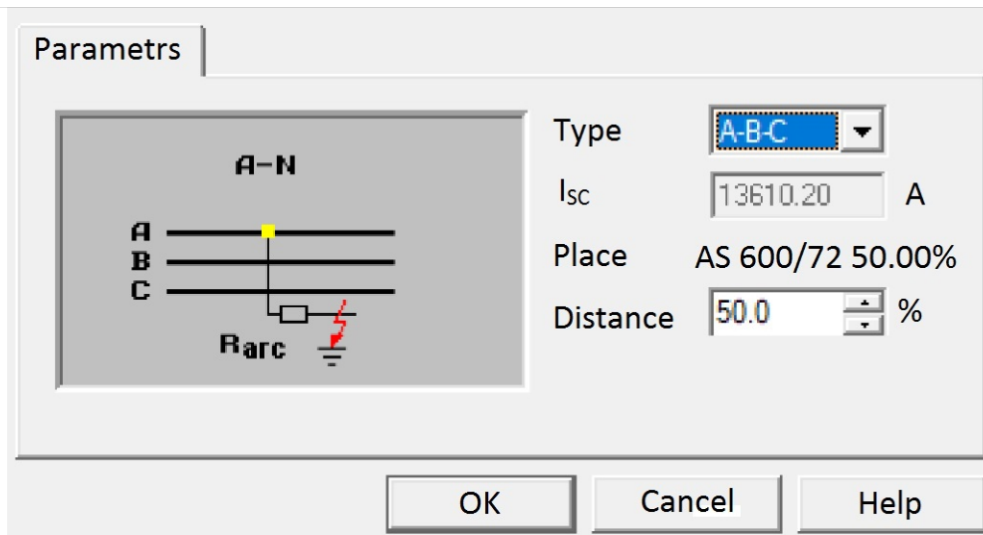 Parametrs
A-N
A
B
C
Rarc
Type A-B-C
Isc 13610.20 A
Place AS 600/72 50.00%
Distance 50.0 %
OK Cancel Help